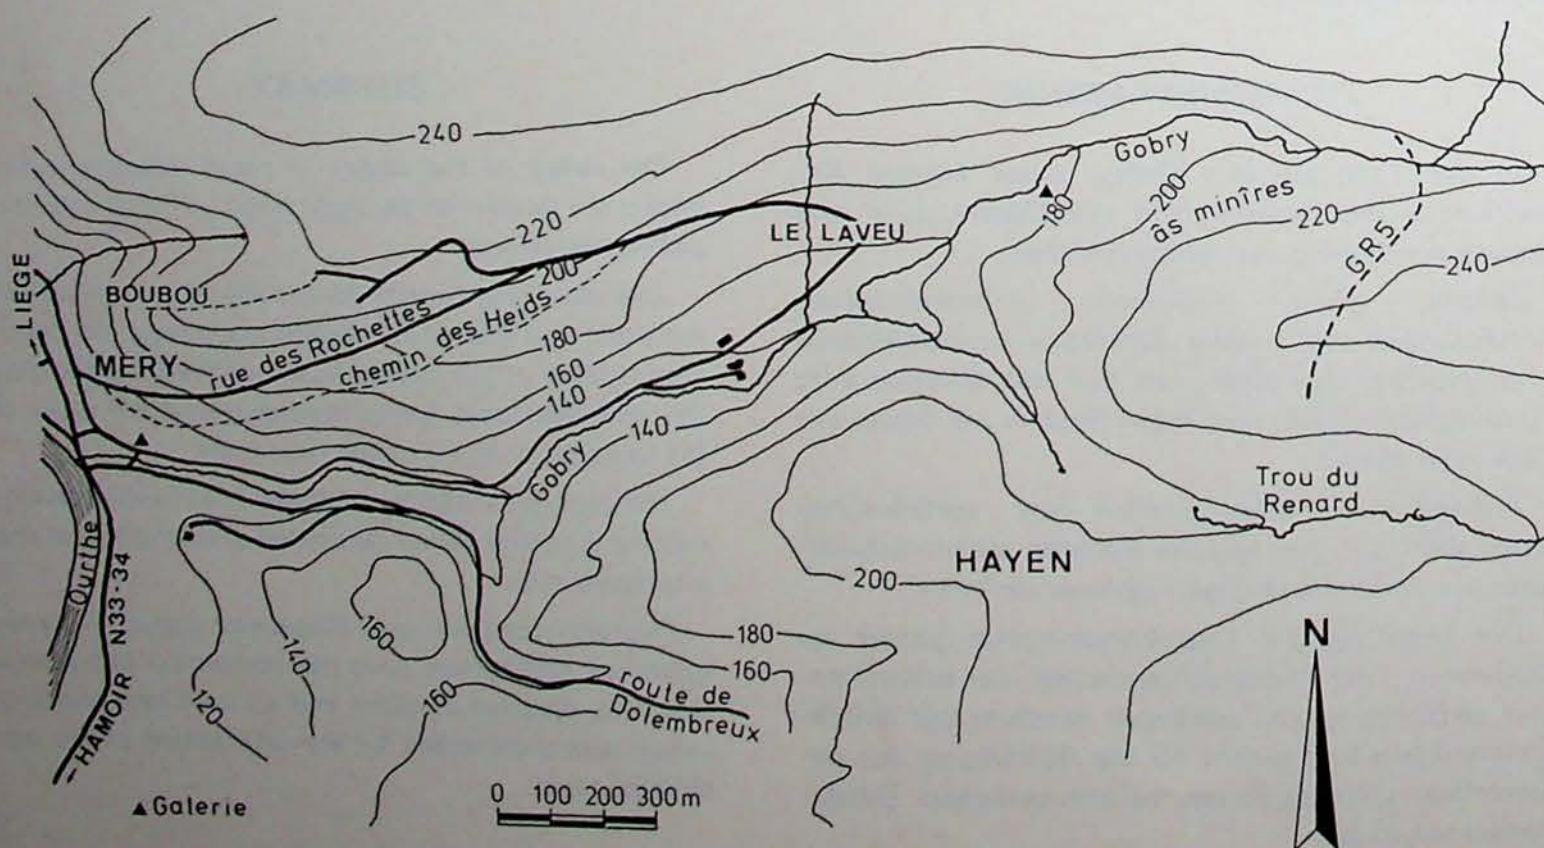 240
Gobry
180
200
âs minîres
220
GR5
240
220
LE LAVEU
LIEGE
BOUBOU
200
rue des Rochettes
chemin des Heids
180
MERY
160
140
140
Gobry
Trou du
Renard
Ourthe
N33-34
HAMOIR
HAYEN
200
160
140
120
180
160
160
route de
Dolembreux
N
0 100 200 300m
▲Galerie